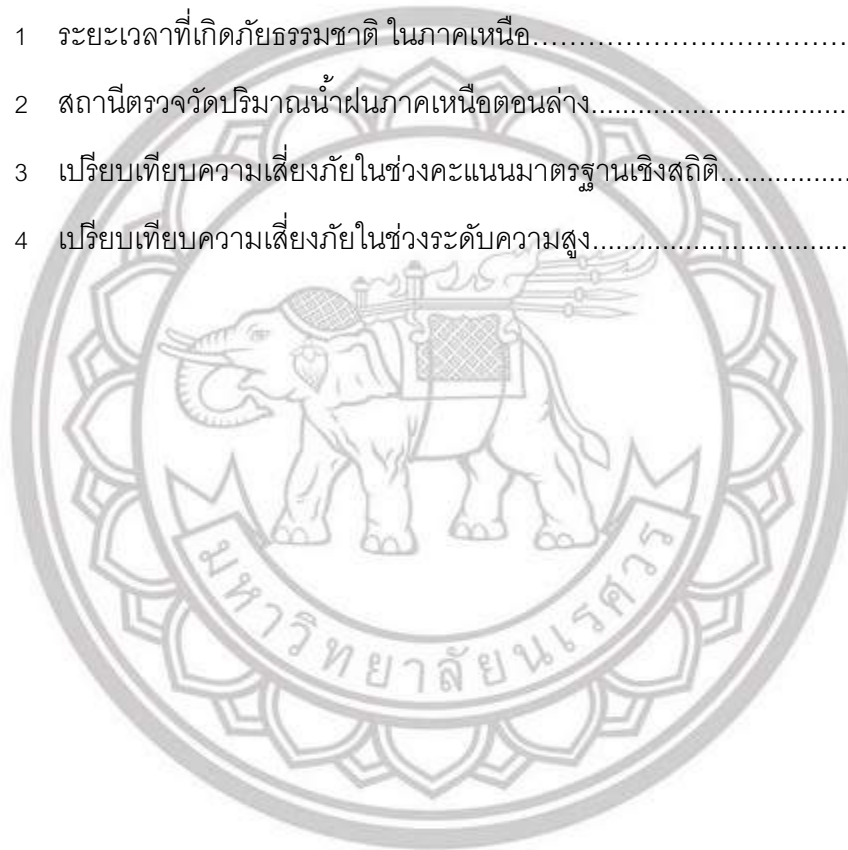 1 ระยะเวลาที่เกิดภัยธรรมชาติ ในภาคเหนือ……………………………….
2 สถานีตรวจวัดปริมาณน้ำฝนภาคเหนือตอนล่าง.................................
3 เปรียบเทียบความเสี่ยงภัยในช่วงคะแนนมาตรฐานเชิงสถิติ.................
4 เปรียบเทียบความเสี่ยงภัยในช่วงระดับความสูง.................................
มหาวิทยาลัยนเรศวร